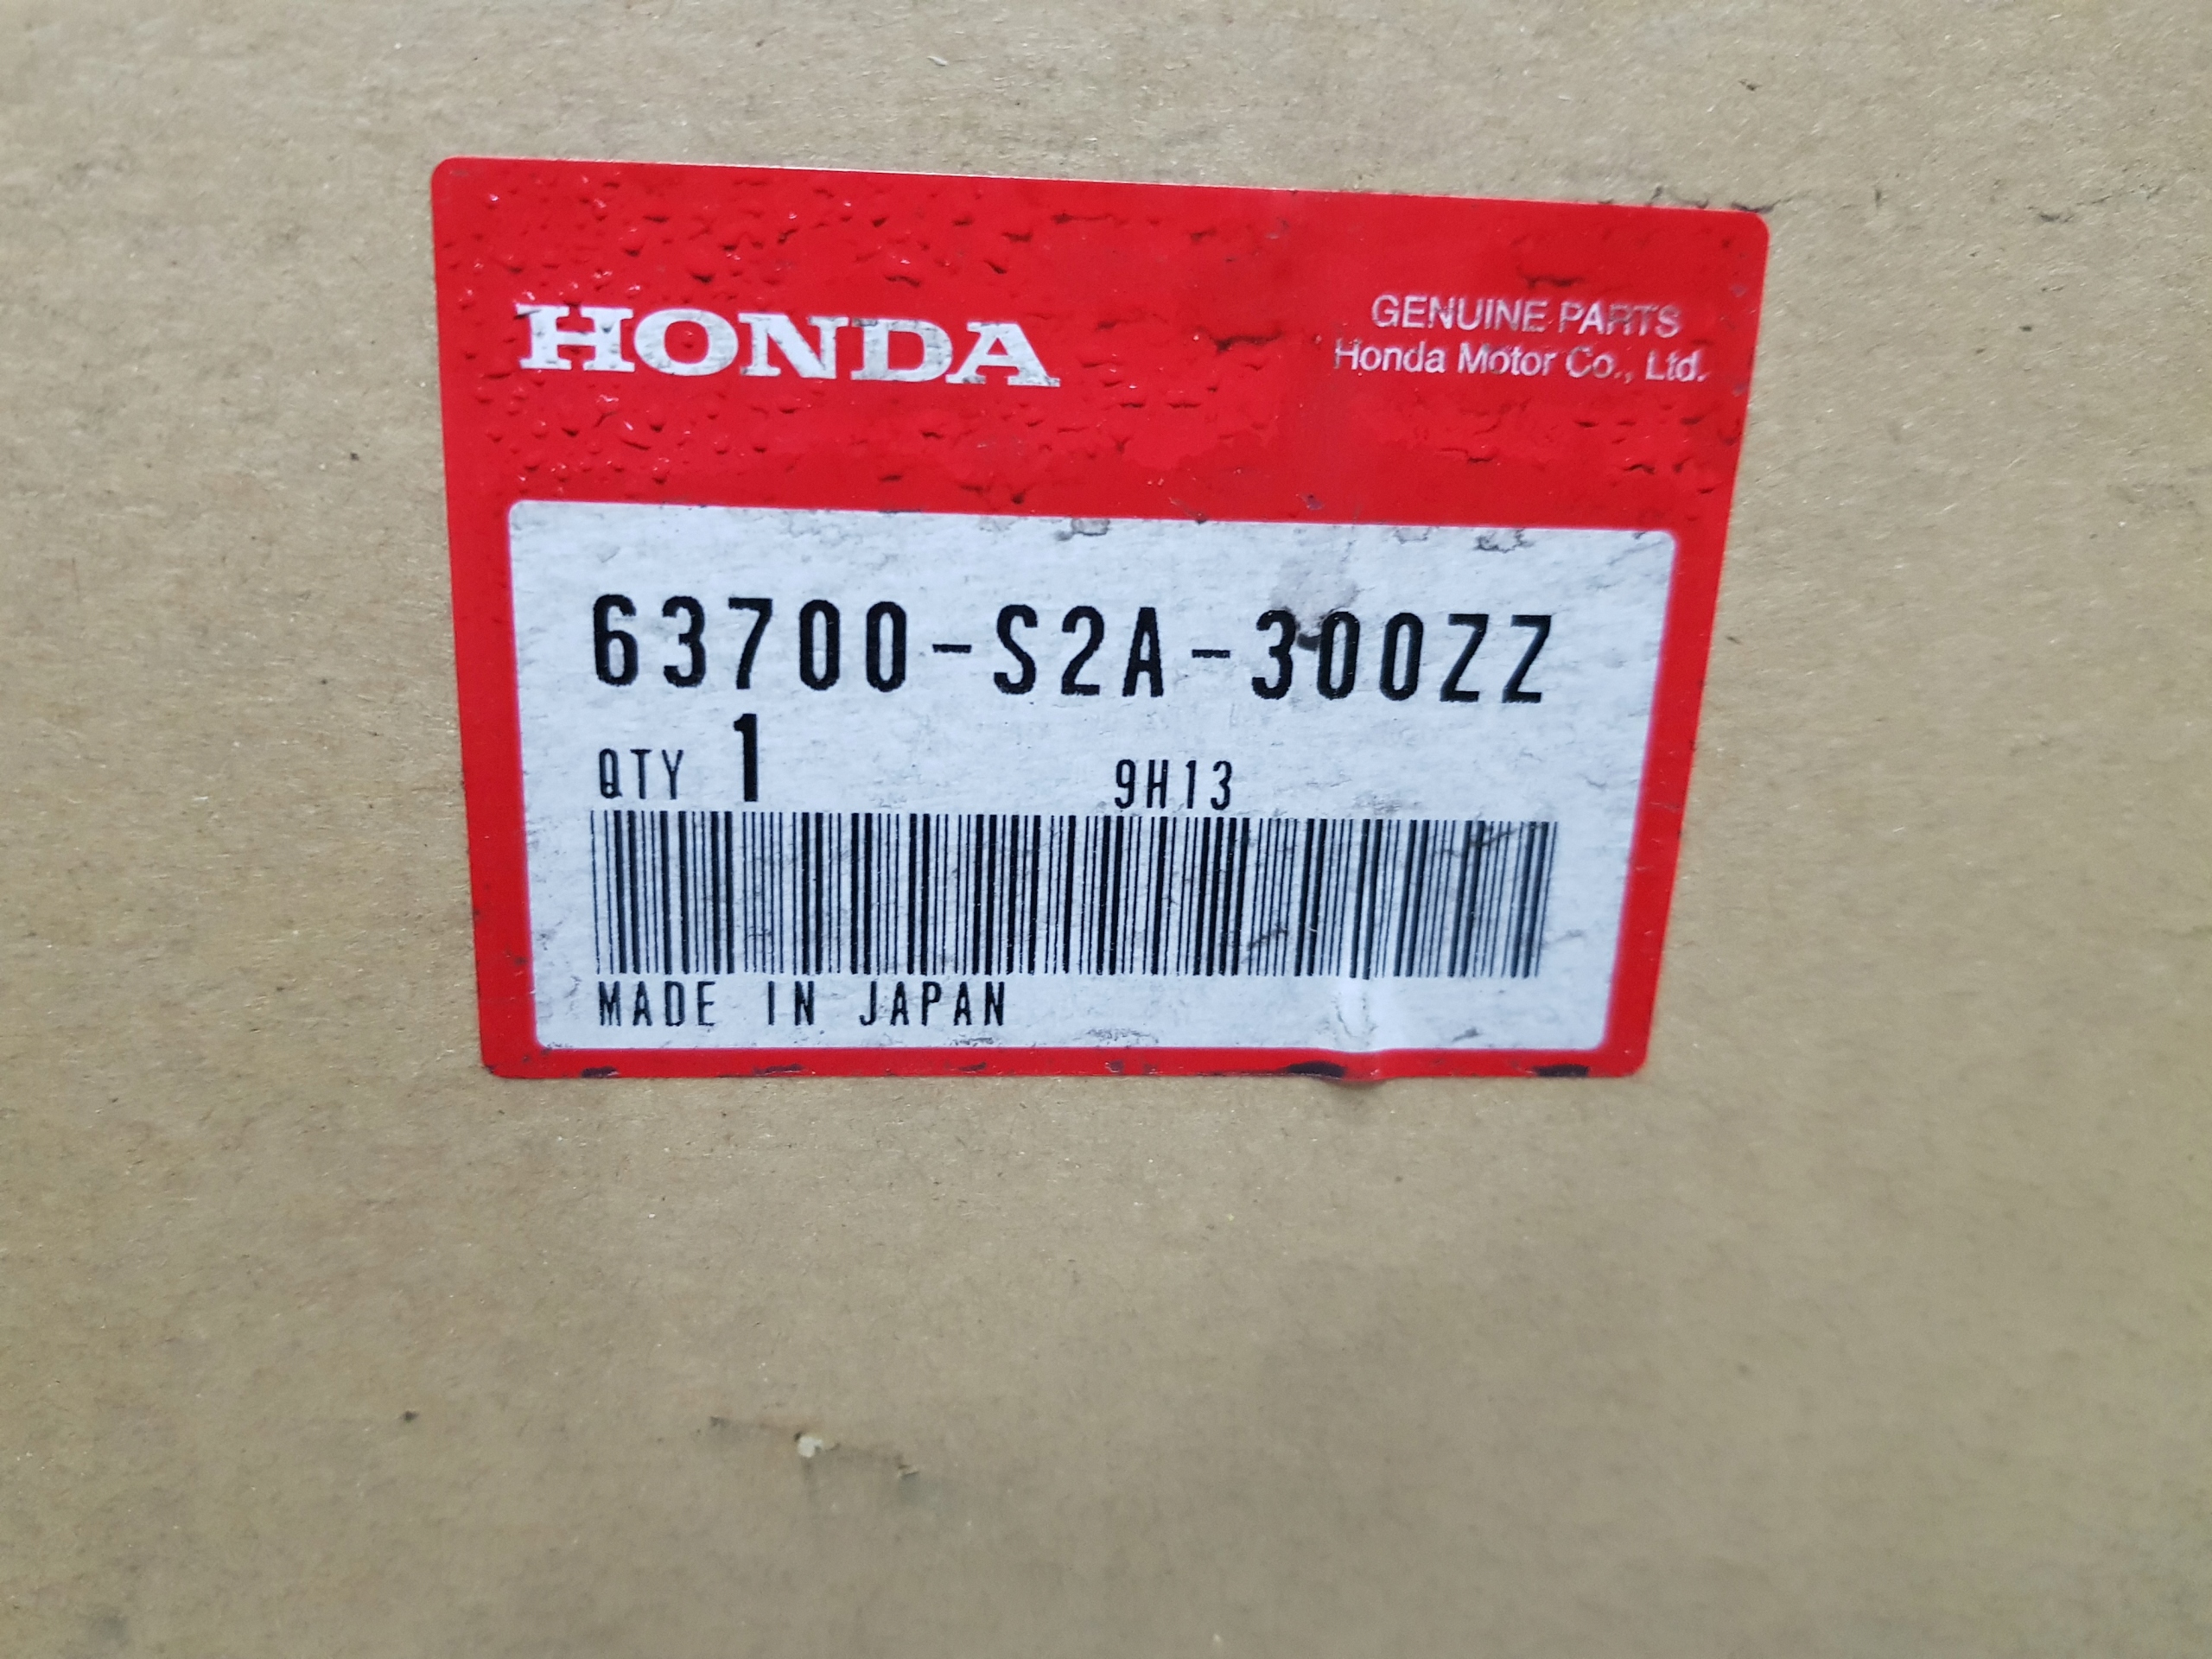 HONDA
GENUINE PARTS
Honda Motor Co., Ltd.
63700-S2A-300ZZ
QTY 1
9H13
MADE IN JAPAN